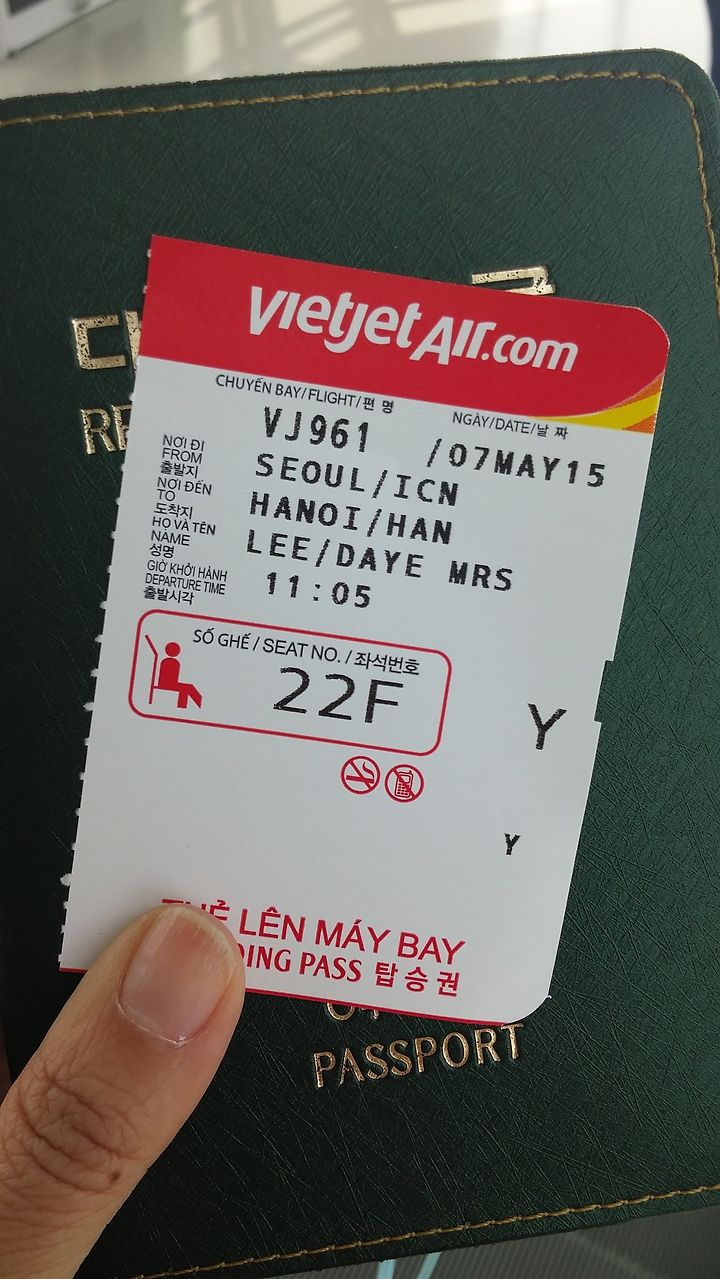 vietjetAir.com
CHUYẾN BAY/FLIGHT/편 명
NGÀY/DATE/날 짜
VJ961 /07MAY15
NƠI ĐI
FROM
출발지
SEOUL/ICN
NƠI ĐẾN
TO
도착지
HANOI/HAN
HỌ VÀ TÊN
NAME
성명
LEE/DAYE MRS
GIỜ KHỞI HÀNH
DEPARTURE TIME
출발시각
11:05
SỐ GHẾ / SEAT NO. / 좌석번호
22F
Y
Y
LÊN MÁY BAY
PASS 탑승권
PASSPORT